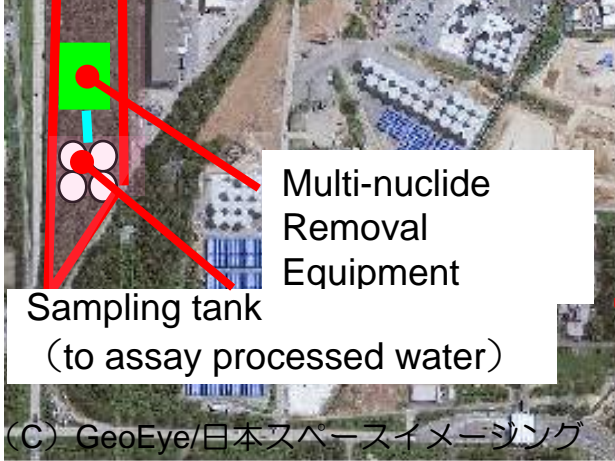 Multi-nuclide
Removal
Equipment
Sampling tank
（to assay processed water）
（C）GeoEye/日本スペースイメージング